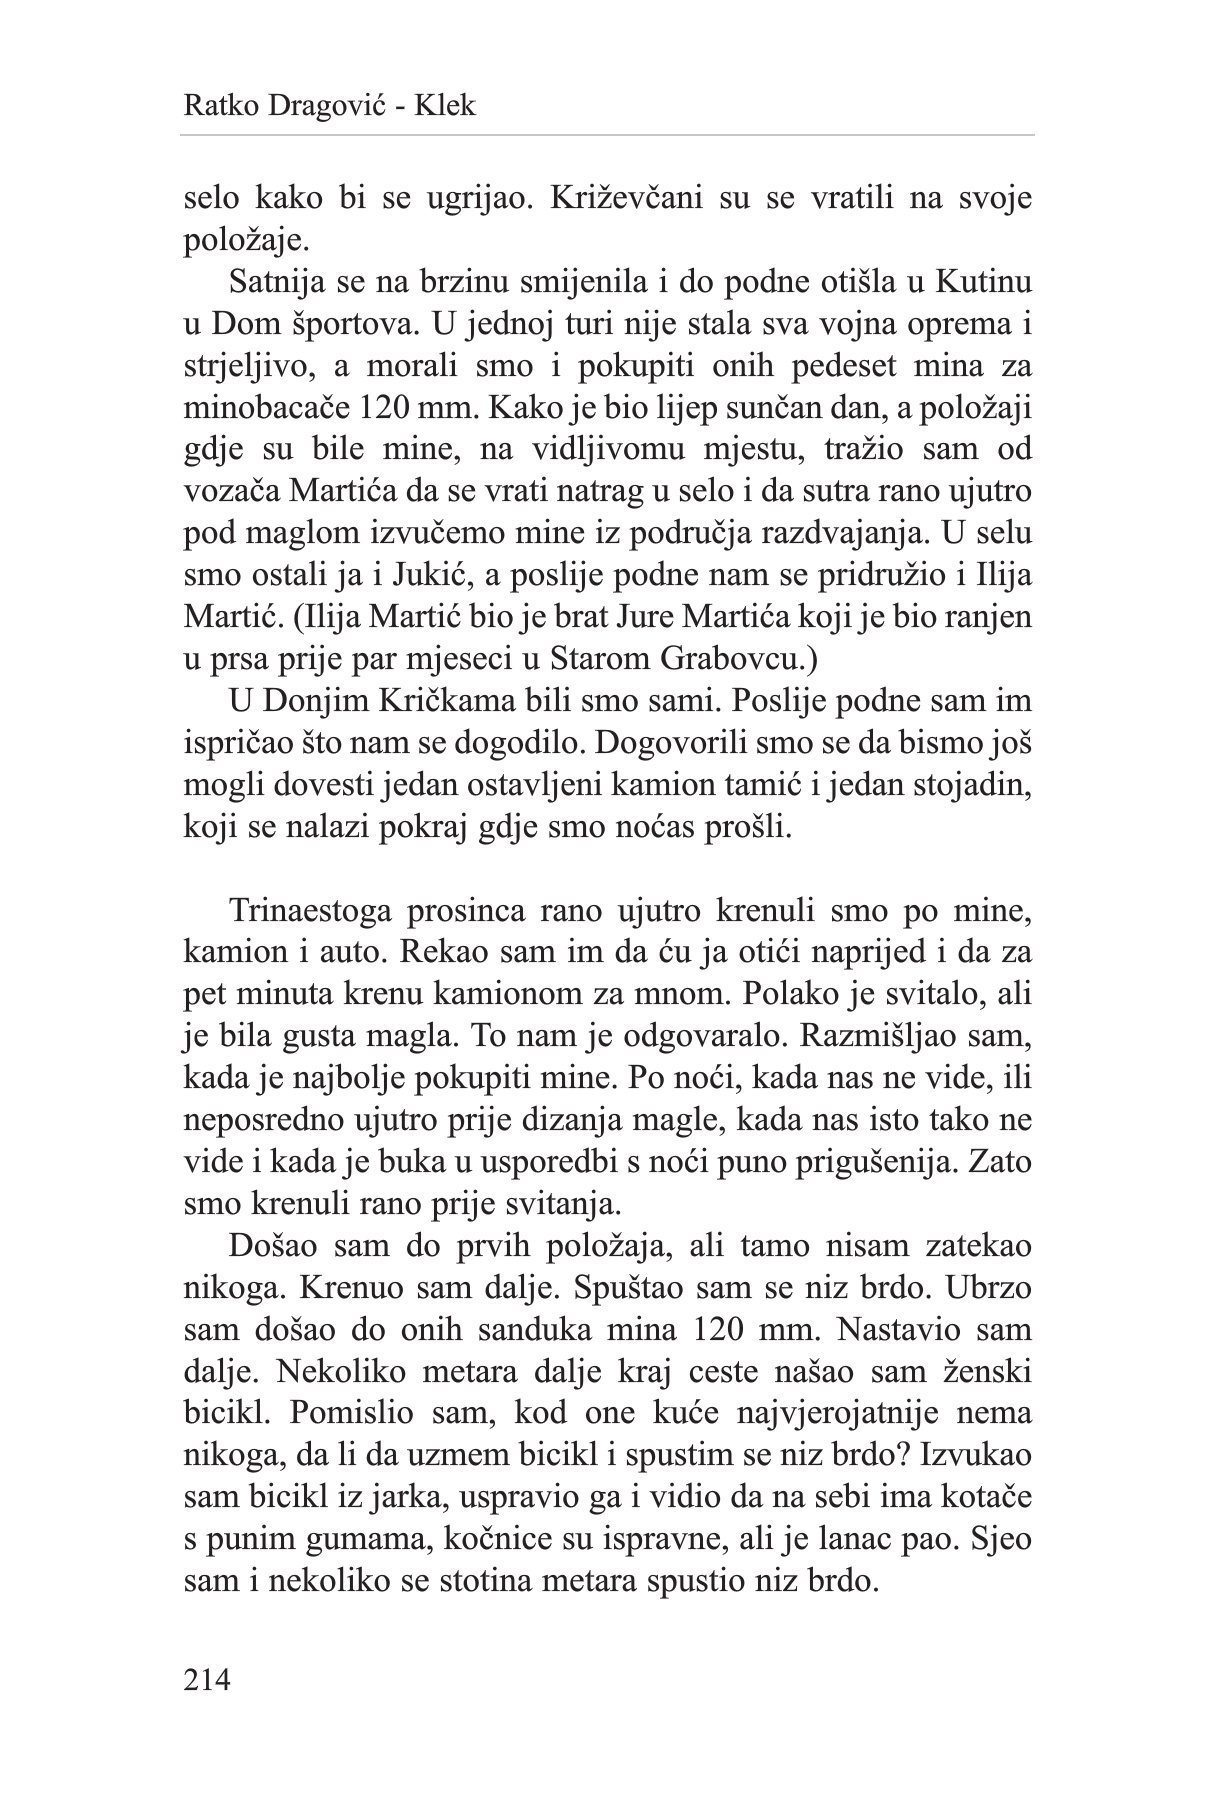 Ratko Dragović - Klek
selo kako bi se ugrijao. Križevčani su se vratili na svoje
položaje.
Satnija se na brzinu smijenila i do podne otišla u Kutinu
u Dom športova. U jednoj turi nije stala sva vojna oprema i
strjeljivo, a morali smo i pokupiti onih pedeset mina za
minobacače 120 mm. Kako je bio lijep sunčan dan, a položaji
gdje su bile mine, na vidljivomu mjestu, tražio sam od
vozača Martića da se vrati natrag u selo i da sutra rano ujutro
pod maglom izvučemo mine iz područja razdvajanja. U selu
smo ostali ja i Jukić, a poslije podne nam se pridružio i Ilija
Martić. (Ilija Martić bio je brat Jure Martića koji je bio ranjen
u prsa prije par mjeseci u Starom Grabovcu.)
U Donjim Kričkama bili smo sami. Poslije podne sam im
ispričao što nam se dogodilo. Dogovorili smo se da bismo još
mogli dovesti jedan ostavljeni kamion tamić i jedan stojadin,
koji se nalazi pokraj gdje smo noćas prošli.
Trinaestoga prosinca rano ujutro krenuli smo po mine,
kamion i auto. Rekao sam im da ću ja otići naprijed i da za
pet minuta krenu kamionom za mnom. Polako je svitalo, ali
je bila gusta magla. To nam je odgovaralo. Razmišljao sam,
kada je najbolje pokupiti mine. Po noći, kada nas ne vide, ili
neposredno ujutro prije dizanja magle, kada nas isto tako ne
vide i kada je buka u usporedbi s noći puno prigušenija. Zato
smo krenuli rano prije svitanja.
Došao sam do prvih položaja, ali tamo nisam zatekao
nikoga. Krenuo sam dalje. Spuštao sam se niz brdo. Ubrzo
sam došao do onih sanduka mina 120 mm. Nastavio sam
dalje. Nekoliko metara dalje kraj ceste našao sam ženski
bicikl. Pomislio sam, kod one kuće najvjerojatnije nema
nikoga, da li da uzmem bicikl i spustim se niz brdo? Izvukao
sam bicikl iz jarka, uspravio ga i vidio da na sebi ima kotače
s punim gumama, kočnice su ispravne, ali je lanac pao. Sjeo
sam i nekoliko se stotina metara spustio niz brdo.
214